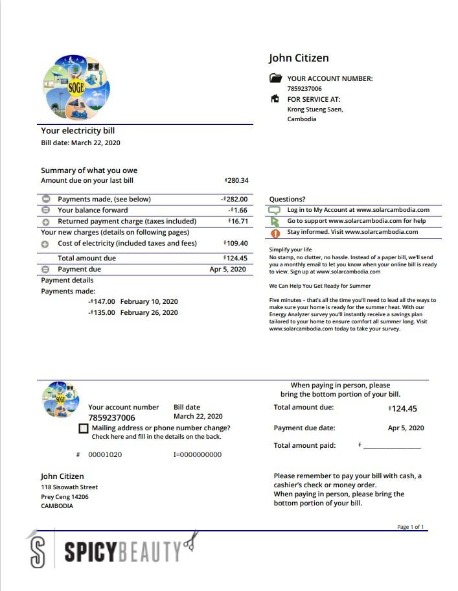 SOGE
John Citizen
YOUR ACCOUNT NUMBER:
7859237006
FOR SERVICE AT:
Krong Stueng Saen,
Cambodia
Your electricity bill
Bill date: March 22, 2020
Summary of what you owe
Amount due on your last bill $280.34
Payments made, (see below) -$282.00
Your balance forward -$1.66
Returned payment charge (taxes included) $16.71
Your new charges (details on following pages)
Cost of electricity (included taxes and fees) $109.40
Total amount due $124.45
Payment due Apr 5, 2020
Payment details
Payments made:
-$147.00 February 10, 2020
-$135.00 February 26, 2020
Questions?
Log in to My Account at www.solarcambodia.com
Go to support www.solarcambodia.com for help
Stay informed. Visit www.solarcambodia.com
Simplify your life
No stamp, no clutter, no hassle. Instead of a paper bill, we'll send
you a monthly email to let you know when your online bill is ready
to view. Sign up at www.solarcambodia.com
We Can Help You Get Ready for Summer
Five minutes – that's all the time you'll need to lead all the ways to
make sure your home is ready for the summer heat. With our
Energy Analyzer survey you'll instantly receive a savings plan
tailored to your home to ensure comfort all summer long. Visit
www.solarcambodia.com today to take your survey.
Your account number Bill date
7859237006 March 22, 2020
Mailing address or phone number change?
Check here and fill in the details on the back.
# 00001020 I=0000000000
John Citizen
118 Sisowath Street
Prey Ceng 14206
CAMBODIA
When paying in person, please
bring the bottom portion of your bill.
Total amount due: $124.45
Payment due date: Apr 5, 2020
Total amount paid: $
Please remember to pay your bill with cash, a
cashier's check or money order.
When paying in person, please bring the
bottom portion of your bill.
Page 1 of 1
SPICYBEAUTY